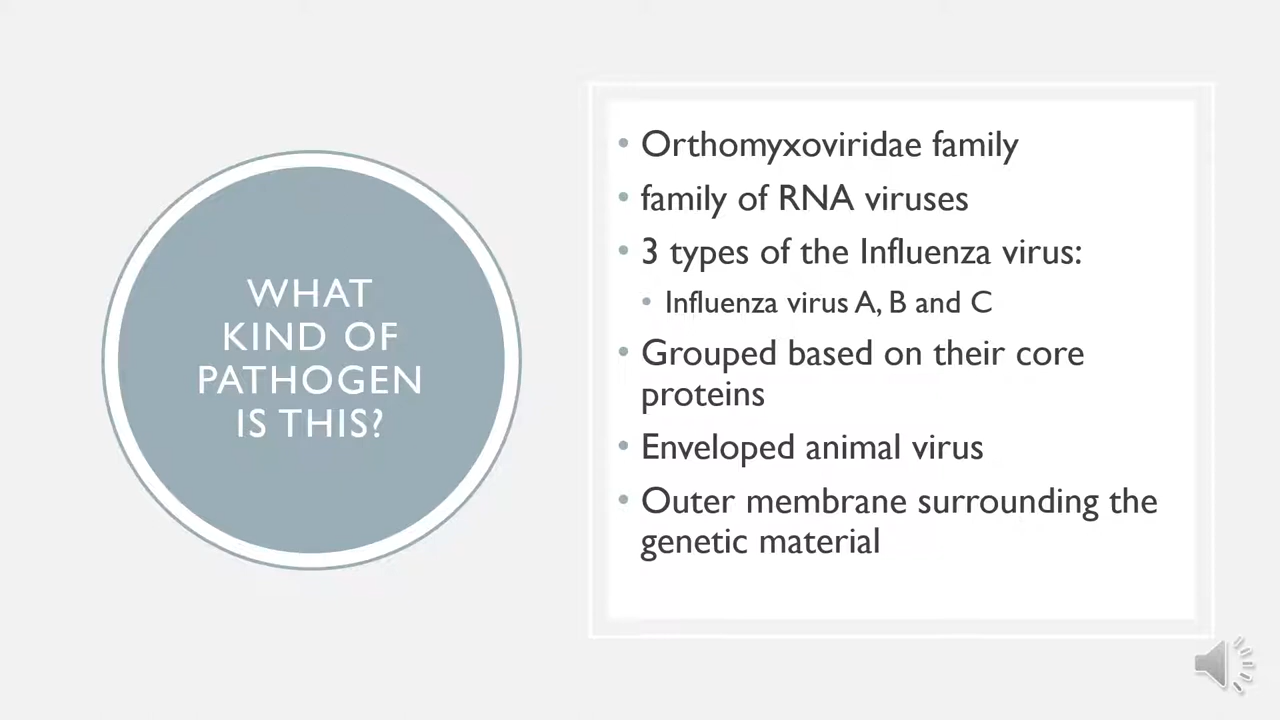 WHAT
KIND OF
PATHOGEN
IS THIS?
• Orthomyxoviridae family
• family of RNA viruses
• 3 types of the Influenza virus:
• Influenza virus A, B and C
• Grouped based on their core
proteins
• Enveloped animal virus
• Outer membrane surrounding the
genetic material